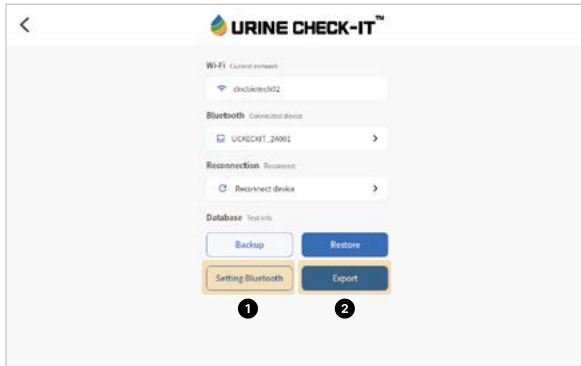 URINE CHECK-IT™
Wi-Fi Current network
dncbiotech02
Bluetooth Connected device
Reconnection Reconnect
Reconnect device
Database Test info
Backup Restore
Setting Bluetooth Export
1 2